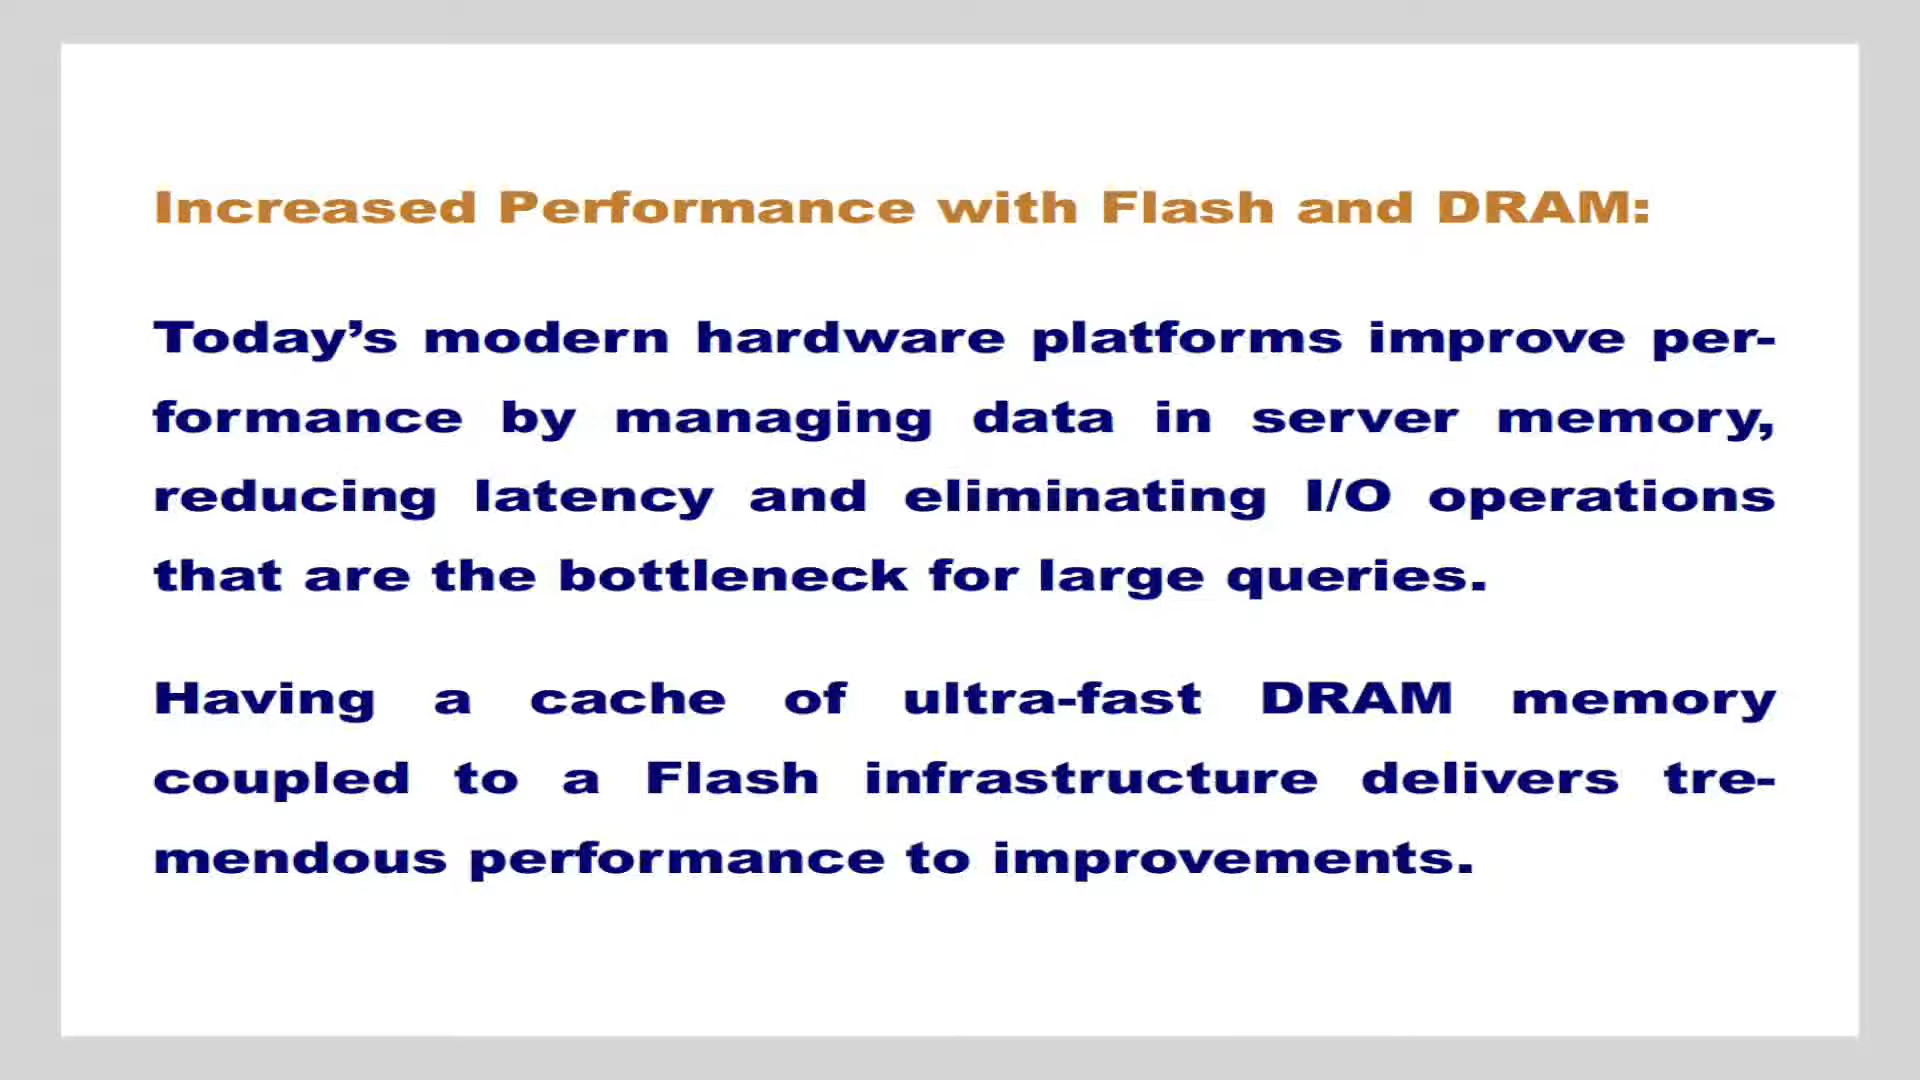 Increased Performance with Flash and DRAM:
Today’s modern hardware platforms improve per-
formance by managing data in server memory,
reducing latency and eliminating I/O operations
that are the bottleneck for large queries.
Having a cache of ultra-fast DRAM memory
coupled to a Flash infrastructure delivers tre-
mendous performance to improvements.